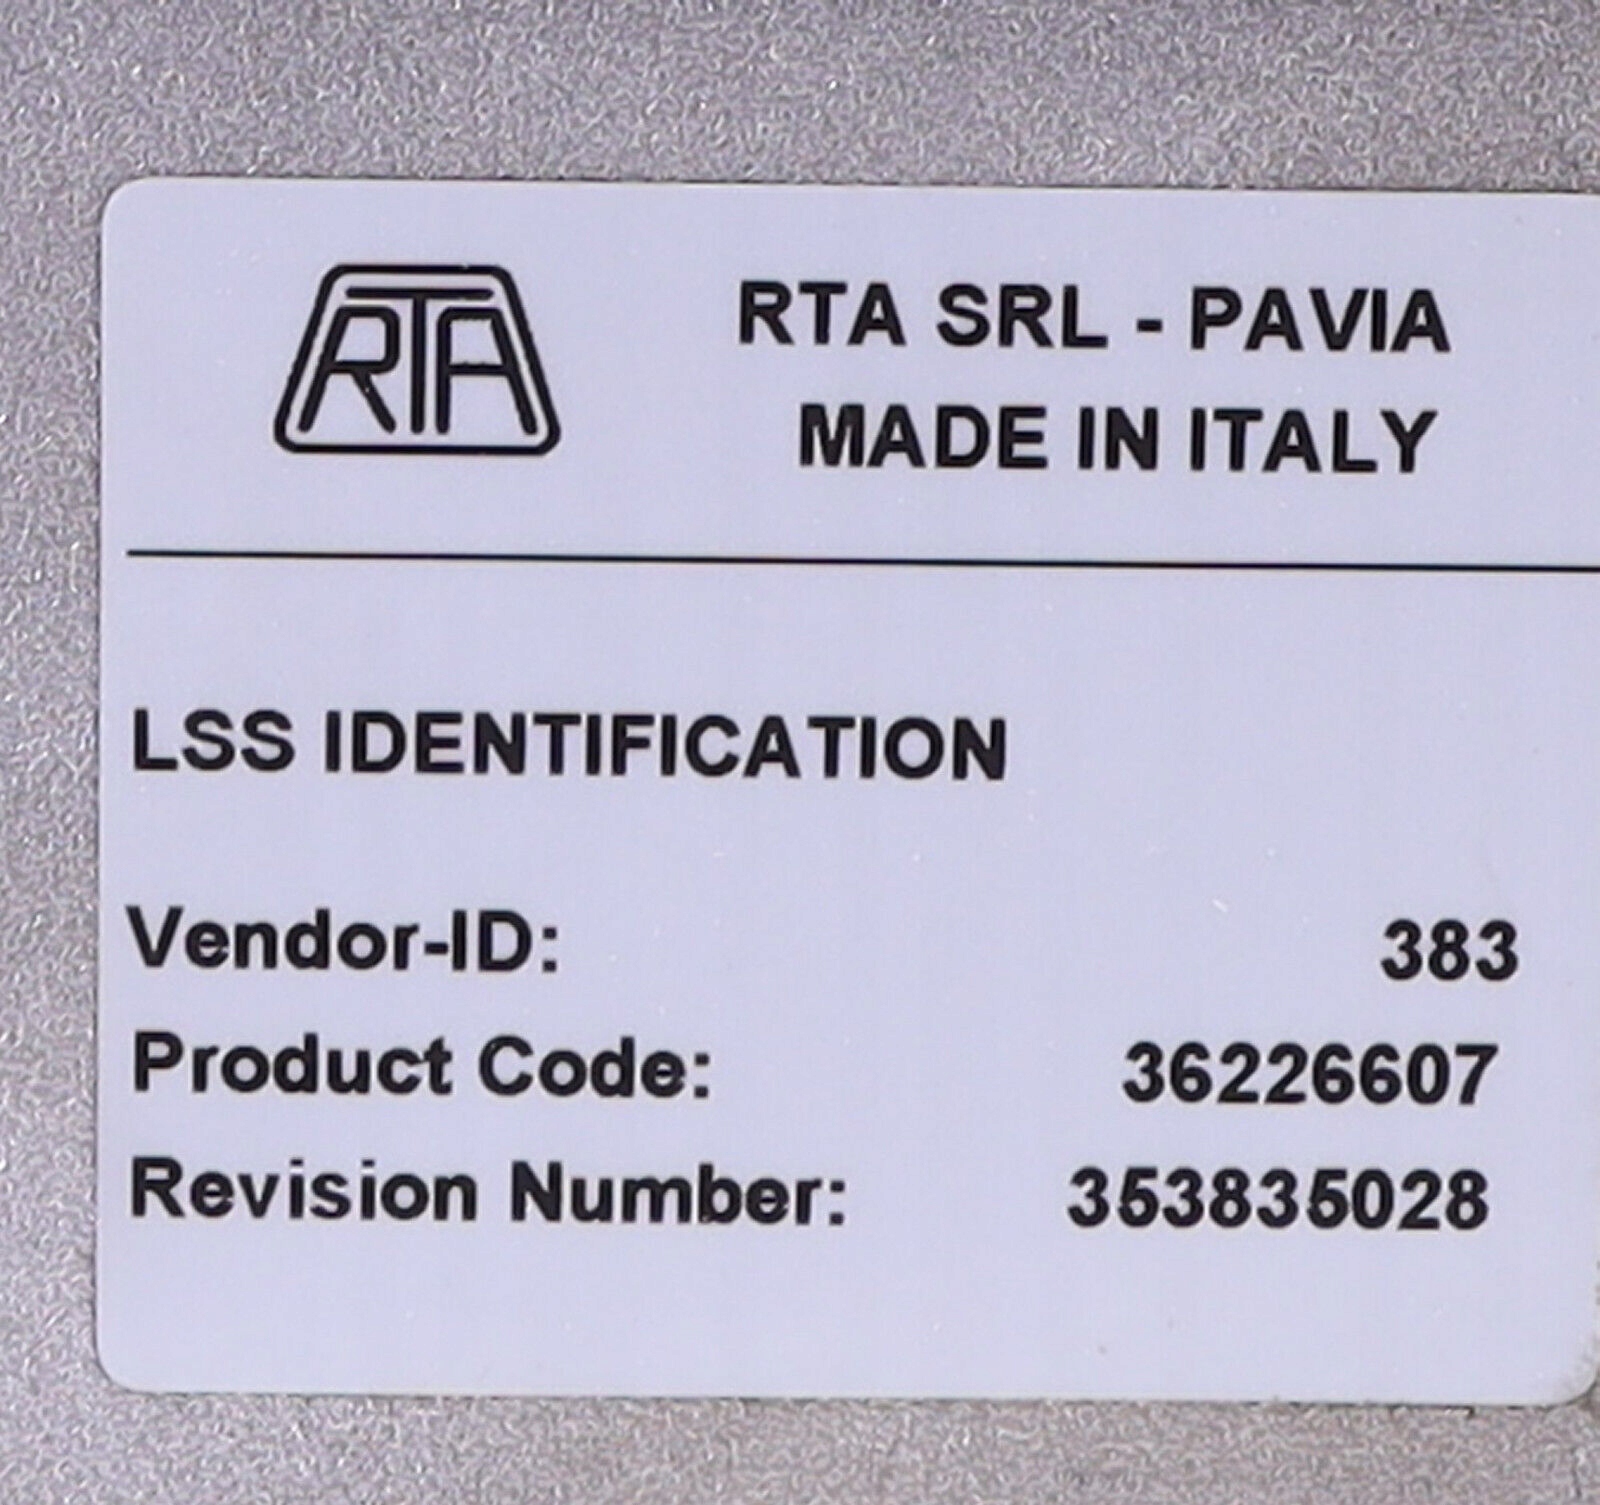 RTA
RTA SRL - PAVIA
MADE IN ITALY
LSS IDENTIFICATION
Vendor-ID: 383
Product Code: 36226607
Revision Number: 353835028